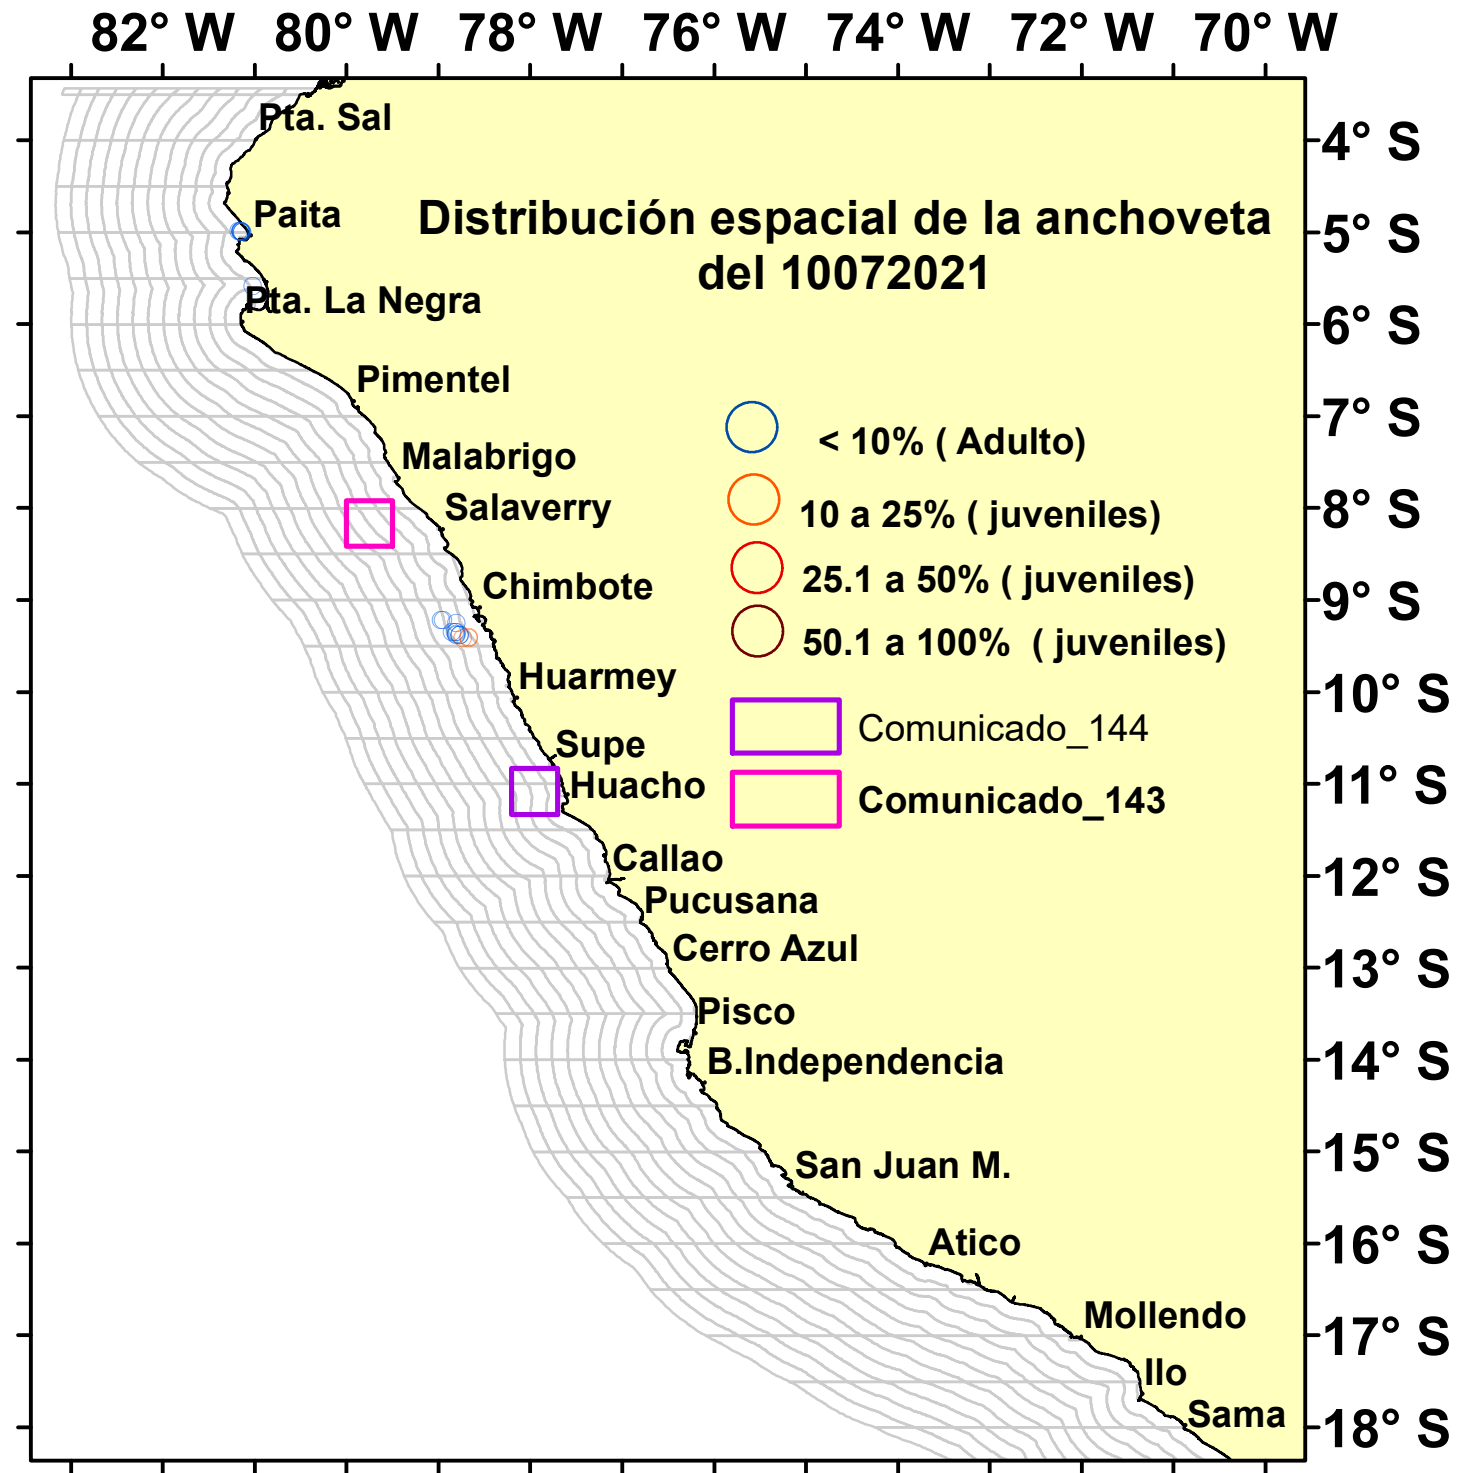 82° W 80° W 78° W 76° W 74° W 72° W 70° W
Pta. Sal
4° S
Paita
Distribución espacial de la anchoveta
del 10072021
5° S
Pta. La Negra
6° S
Pimentel
7° S
< 10% ( Adulto)
Malabrigo
Salaverry
8° S
10 a 25% ( juveniles)
Chimbote
25.1 a 50% ( juveniles)
9° S
50.1 a 100%  ( juveniles)
Huarmey
10° S
Comunicado_144
Supe
Huacho
11° S
Comunicado_143
Callao
12° S
Pucusana
Cerro Azul
13° S
Pisco
B.Independencia
14° S
San Juan M.
15° S
Atico
16° S
Mollendo
17° S
Ilo
Sama
18° S